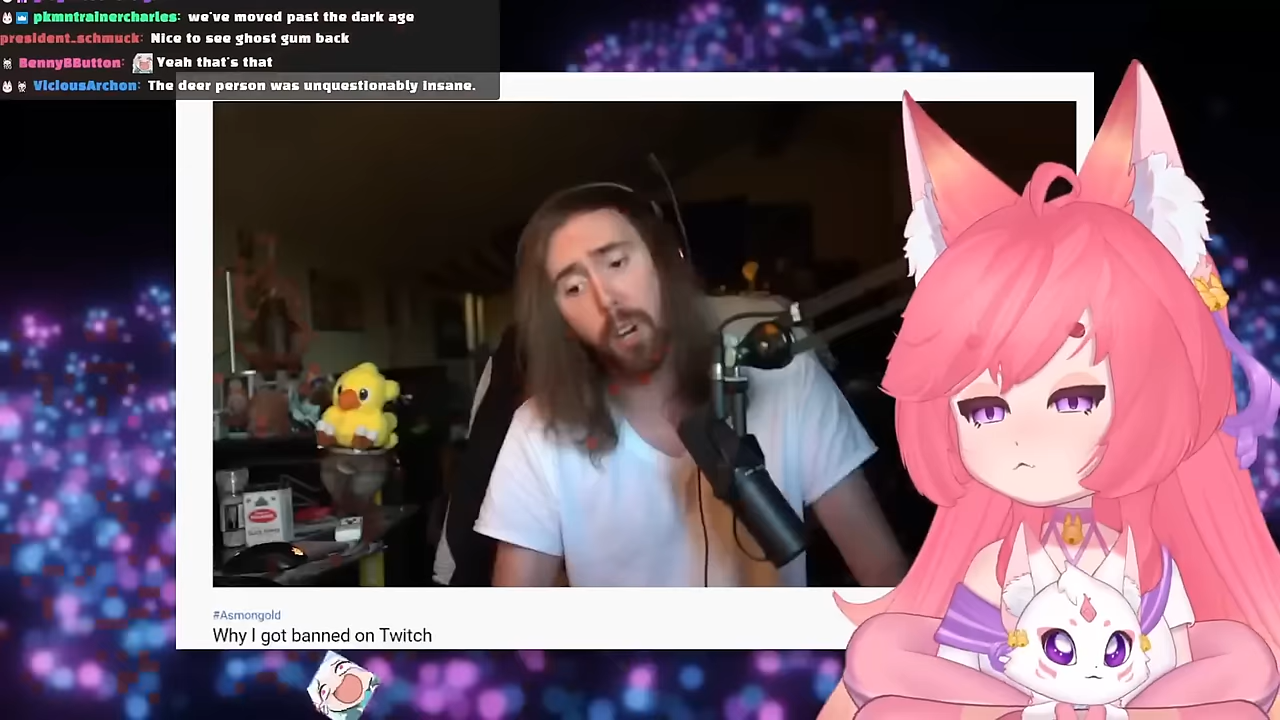 pkmntrainercharles: we've moved past the dark age
president_schmuck: Nice to see ghost gum back
BennyBButton: Yeah that's that
ViciousArchon: The deer person was unquestionably insane.
#Asmongold
Why I got banned on Twitch